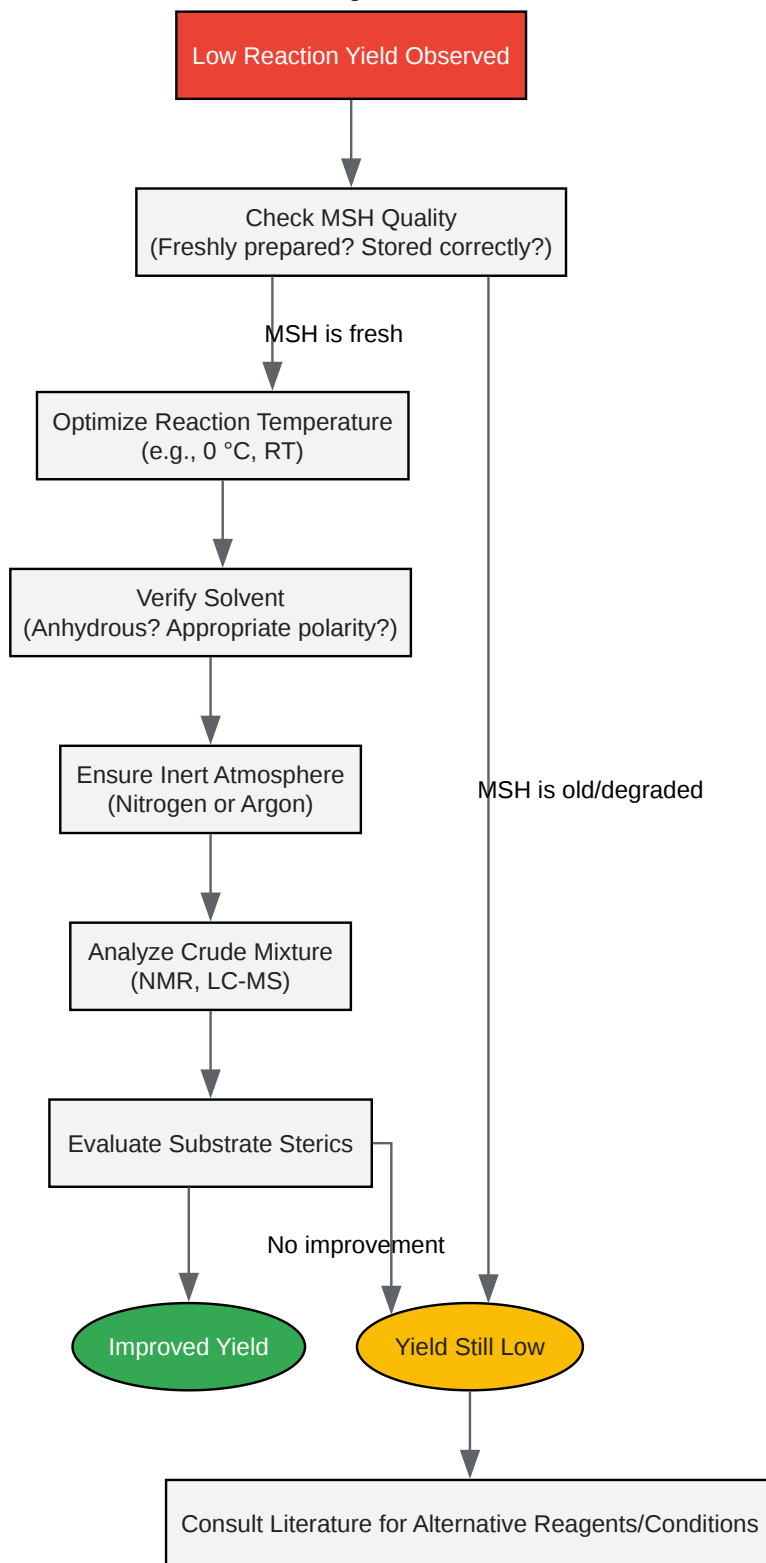 Low Reaction Yield Observed
Check MSH Quality
(Freshly prepared? Stored correctly?)
MSH is fresh
Optimize Reaction Temperature
(e.g., 0 °C, RT)
Verify Solvent
(Anhydrous? Appropriate polarity?)
Ensure Inert Atmosphere
(Nitrogen or Argon)
MSH is old/degraded
Analyze Crude Mixture
(NMR, LC-MS)
Evaluate Substrate Sterics
No improvement
Improved Yield
Yield Still Low
Consult Literature for Alternative Reagents/Conditions